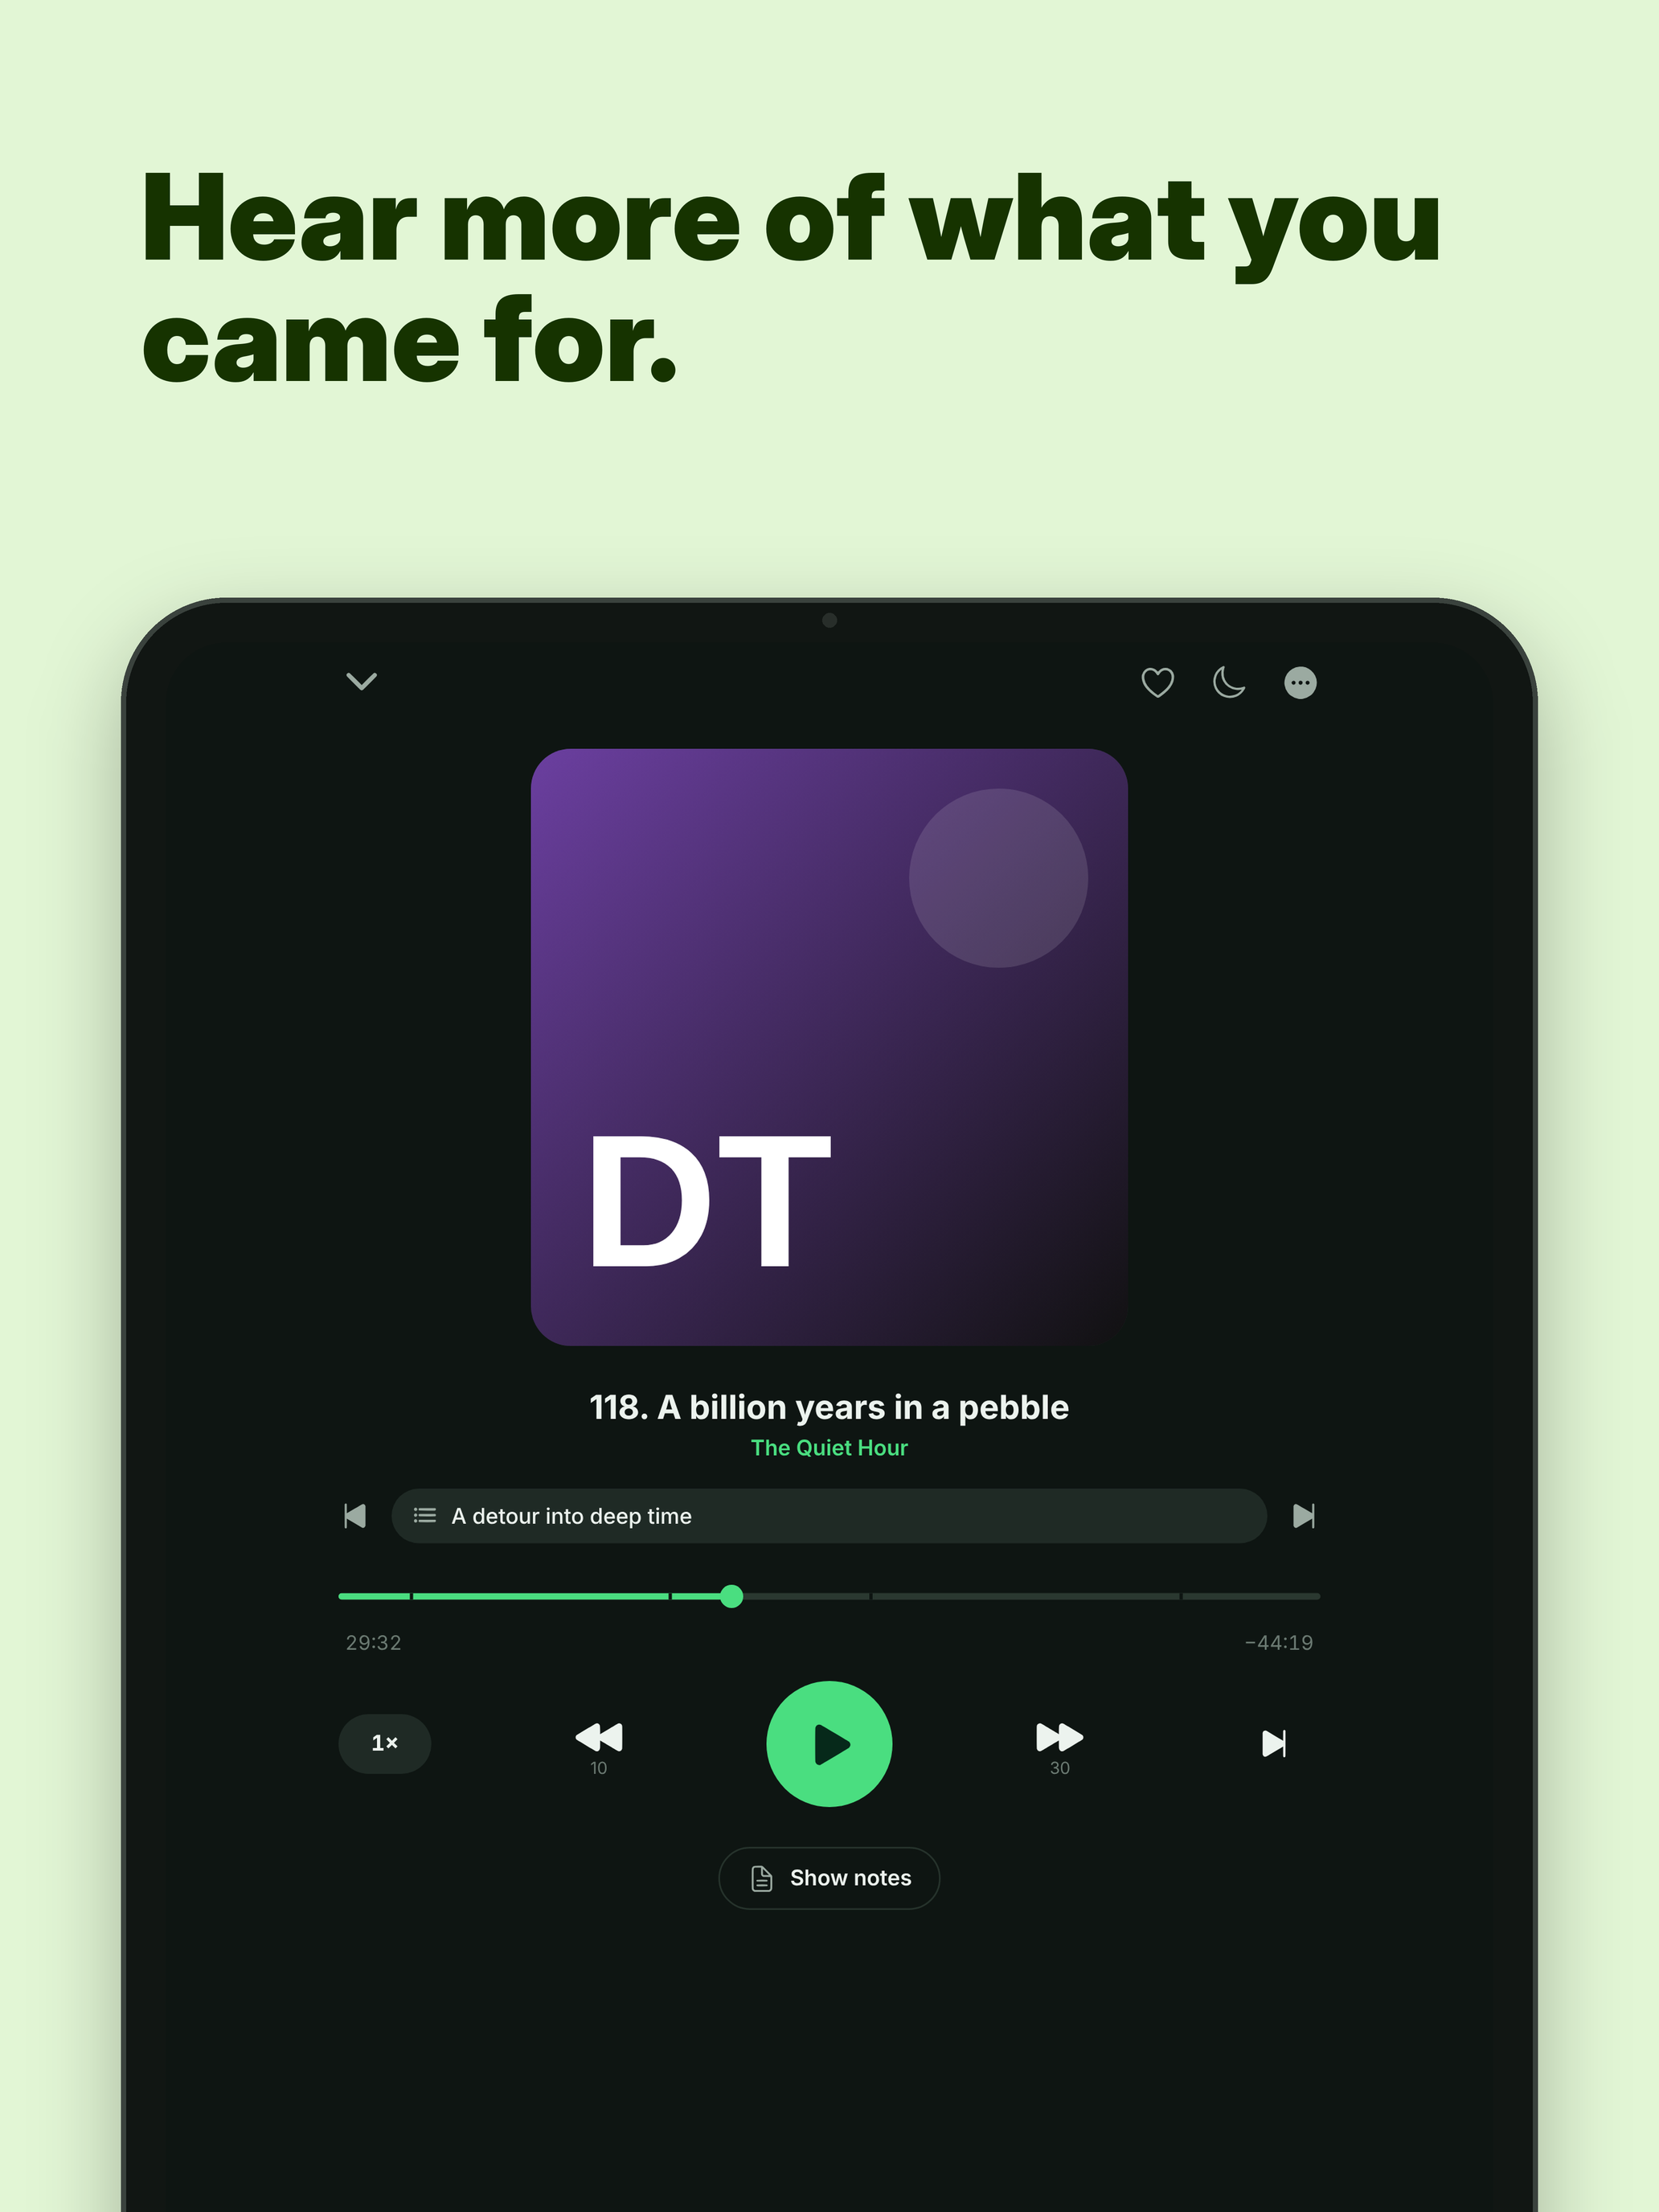 Hear more of what you
came for.
DT
118. A billion years in a pebble
The Quiet Hour
A detour into deep time
29:32
−44:19
1×
10
30
Show notes